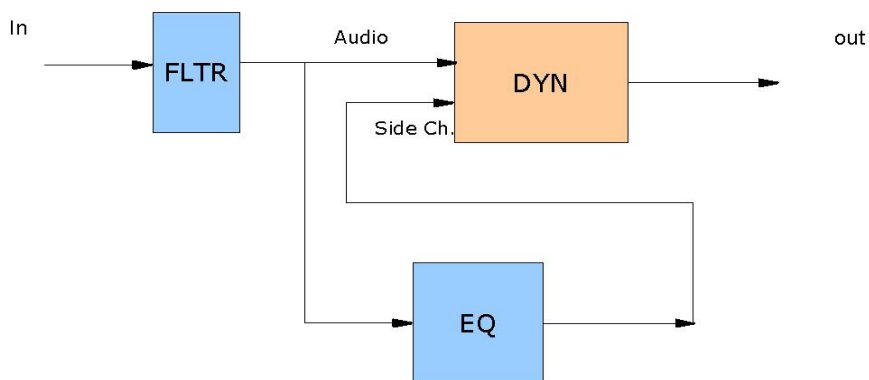 In
FLTR
Audio
DYN
out
Side Ch.
EQ